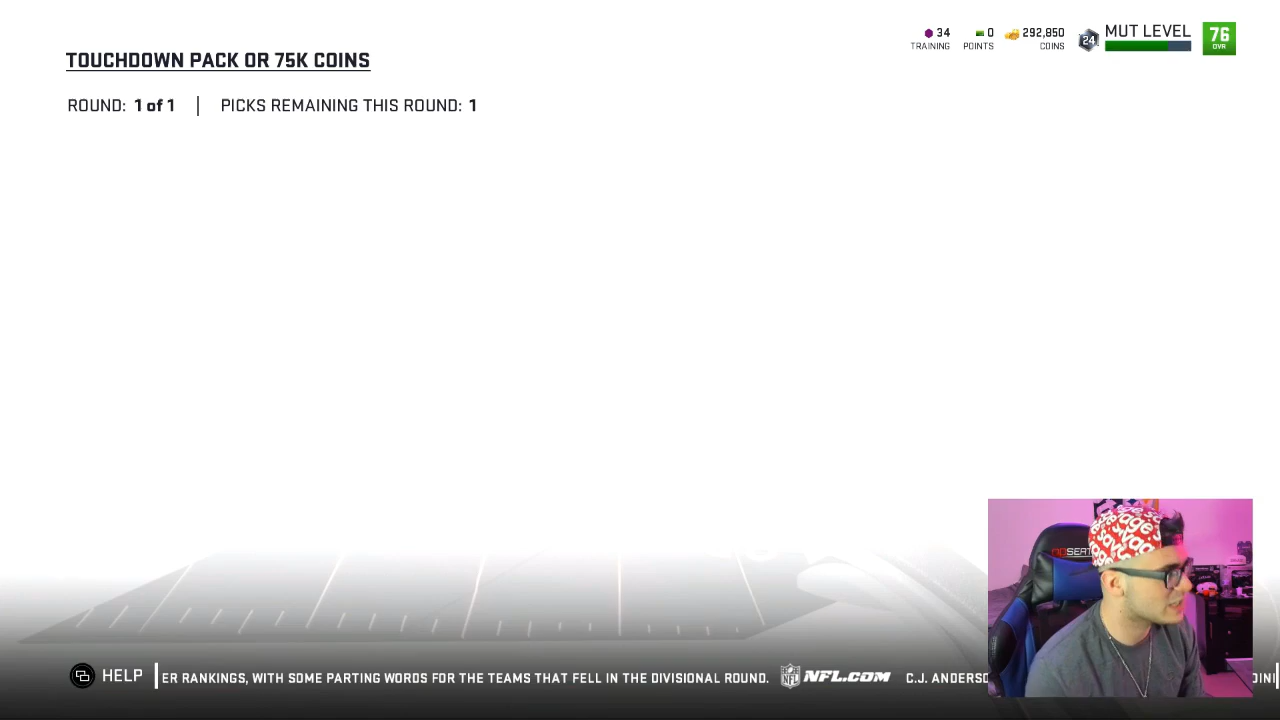 TOUCHDOWN PACK OR 75K COINS
34 TRAINING
0 POINTS
292,850 COINS
24
MUT LEVEL
76 OVR
ROUND: 1 of 1 | PICKS REMAINING THIS ROUND: 1
HELP
ER RANKINGS, WITH SOME PARTING WORDS FOR THE TEAMS THAT FELL IN THE DIVISIONAL ROUND. NFL NFL.COM C.J. ANDERSO